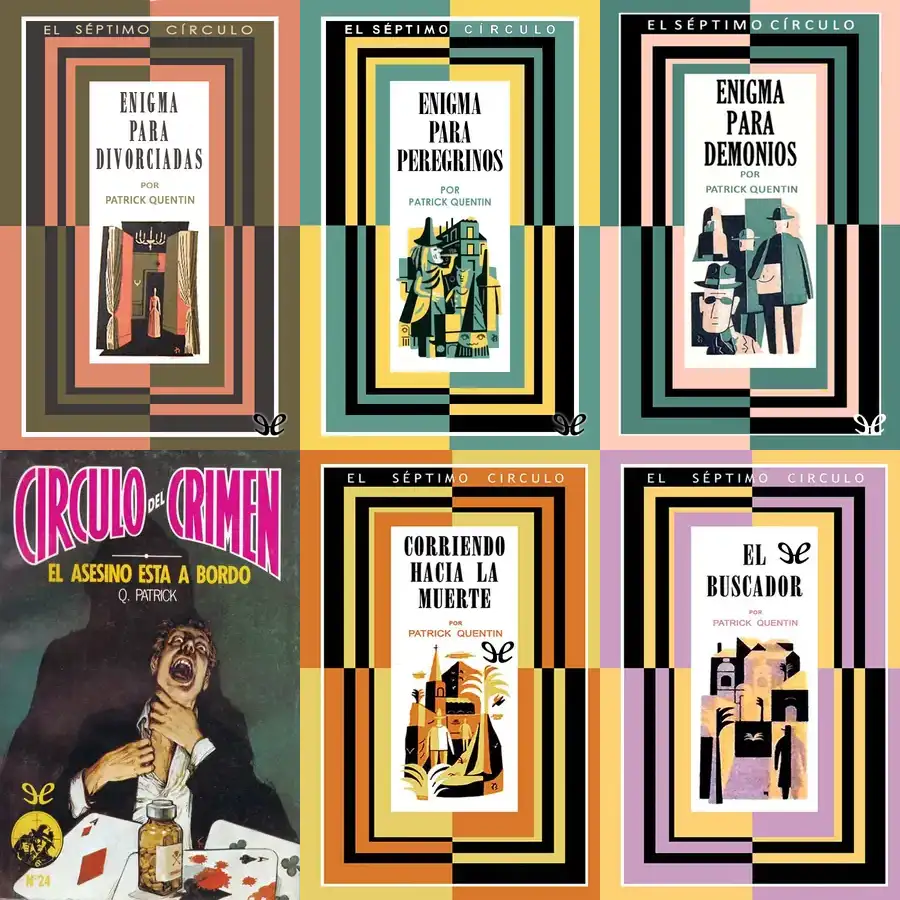 EL SÉPTIMO CÍRCULO
ENIGMA
PARA
DIVORCIADAS
POR
PATRICK QUENTIN
EL SÉPTIMO CÍRCULO
ENIGMA
PARA
PEREGRINOS
POR
PATRICK QUENTIN
EL SÉPTIMO CÍRCULO
ENIGMA
PARA
DEMONIOS
POR
PATRICK QUENTIN
CIRCULO DEL CRIMEN
EL ASESINO ESTA A BORDO
Q. PATRICK
Nº 24
EL SÉPTIMO CIRCULO
CORRIENDO
HACIA LA
MUERTE
POR
PATRICK QUENTIN
EL SÉPTIMO CIRCULO
EL
BUSCADOR
POR
PATRICK QUENTIN